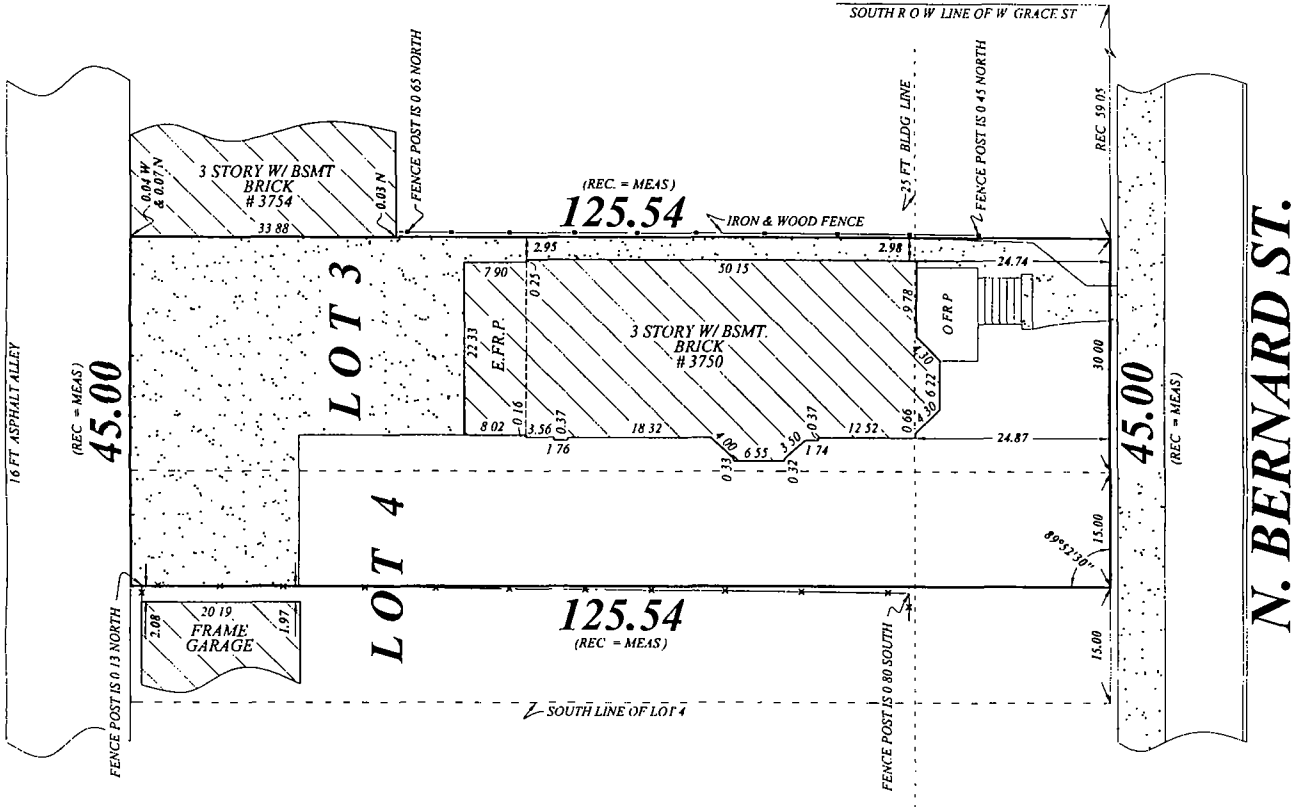 SOUTH R O W LINE OF W GRACE ST
16 FT ASPHALT ALLEY
FENCE POST IS 0 65 NORTH
25 FT BLDG LINE
FENCE POST IS 0 45 NORTH
REC 59 05
0.04 W
& 0.07 N
3 STORY W/ BSMT
BRICK
# 3754
33 88
0.03 N
(REC. = MEAS)
125.54
IRON & WOOD FENCE
2.95
2.98
24.74
(REC = MEAS)
45.00
LOT 3
7 90
0 25
50 15
9.78
O FR P
22 33
E.FR.P.
3 STORY W/ BSMT.
BRICK
# 3750
4.30
6 22
4 30
0.66
30 00
45.00
(REC = MEAS)
N. BERNARD ST.
8 02
0 16
3.56
0.37
1 76
18 32
4.00
0 33
6 55
3.50
0 32
0.37
1 74
12 52
24.87
LOT 4
15.00
89°52'30"
FENCE POST IS 0 13 NORTH
2.08
20 19
FRAME
GARAGE
1.97
125.54
(REC = MEAS)
FENCE POST IS 0 80 SOUTH
15.00
SOUTH LINE OF LOT 4